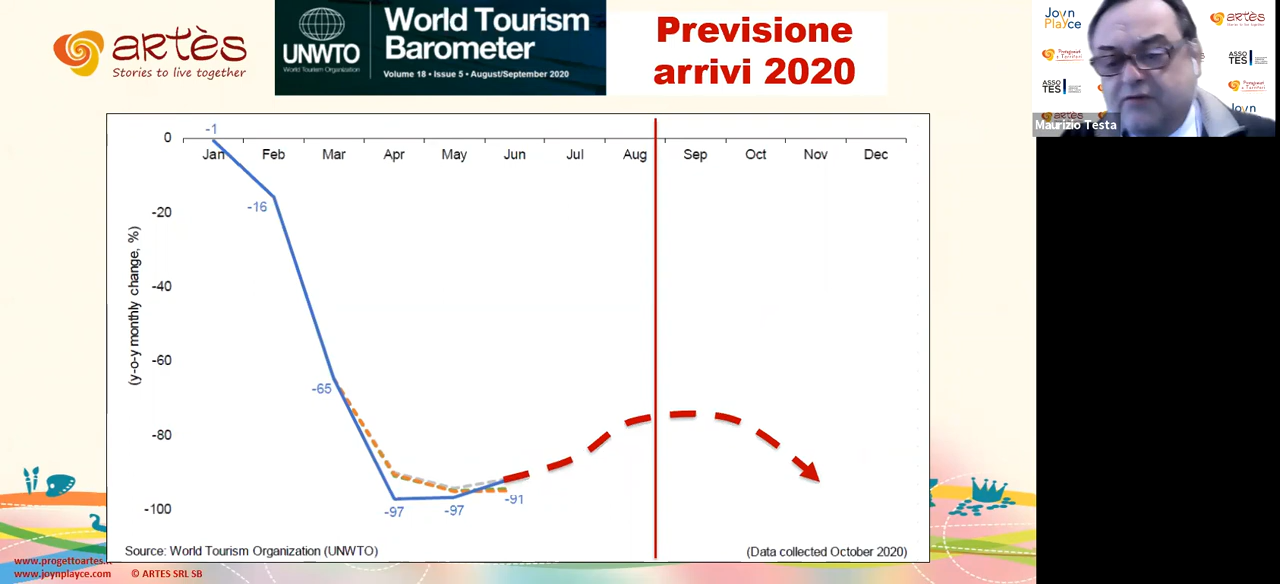 artès
Stories to live together
UNWTO
World Tourism Organization
World Tourism
Barometer
Volume 18 • Issue 5 • August/September 2020
Previsione
arrivi 2020
Joyn
Playce
artès
ASSO
TES
ASSO
TES
Maurizio Testa
(y-o-y monthly change, %)
0
-20
-40
-60
-80
-100
Jan
Feb
Mar
Apr
May
Jun
Jul
Aug
Sep
Oct
Nov
Dec
-1
-16
-65
-97
-97
-91
Source: World Tourism Organization (UNWTO)
(Data collected October 2020)
www.joynplayce.com
© ARTES SRL SB